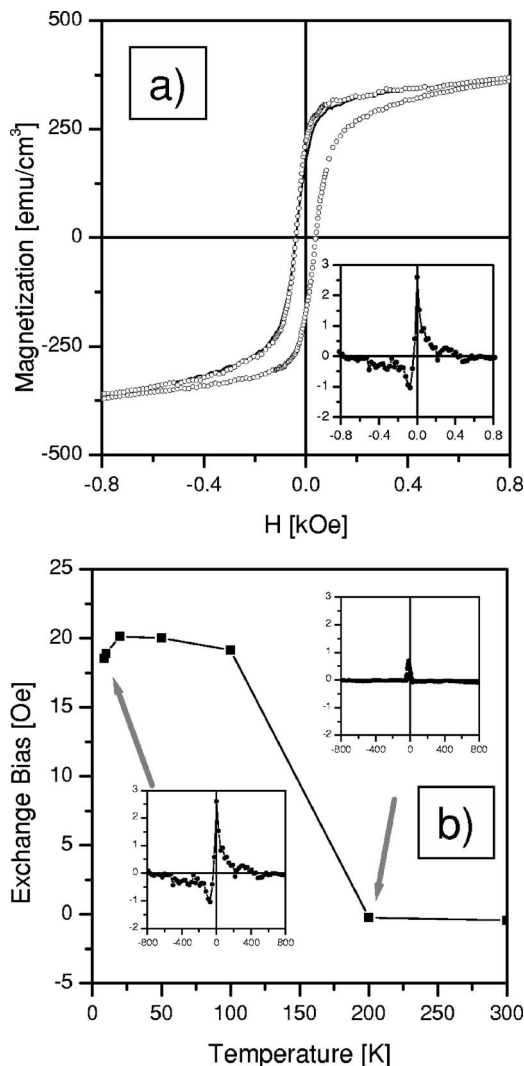 500
250
0
-250
-500
Magnetization [emu/cm³]
a)
3
2
1
0
-1
-2
-0.8 -0.4 0.0 0.4 0.8
-0.8 -0.4 0.0 0.4 0.8
H [kOe]
25
20
15
10
5
0
-5
Exchange Bias [Oe]
3
2
1
0
-1
-2
-800 -400 0 400 800
b)
3
2
1
0
-1
-2
-800 -400 0 400 800
0 50 100 150 200 250 300
Temperature [K]